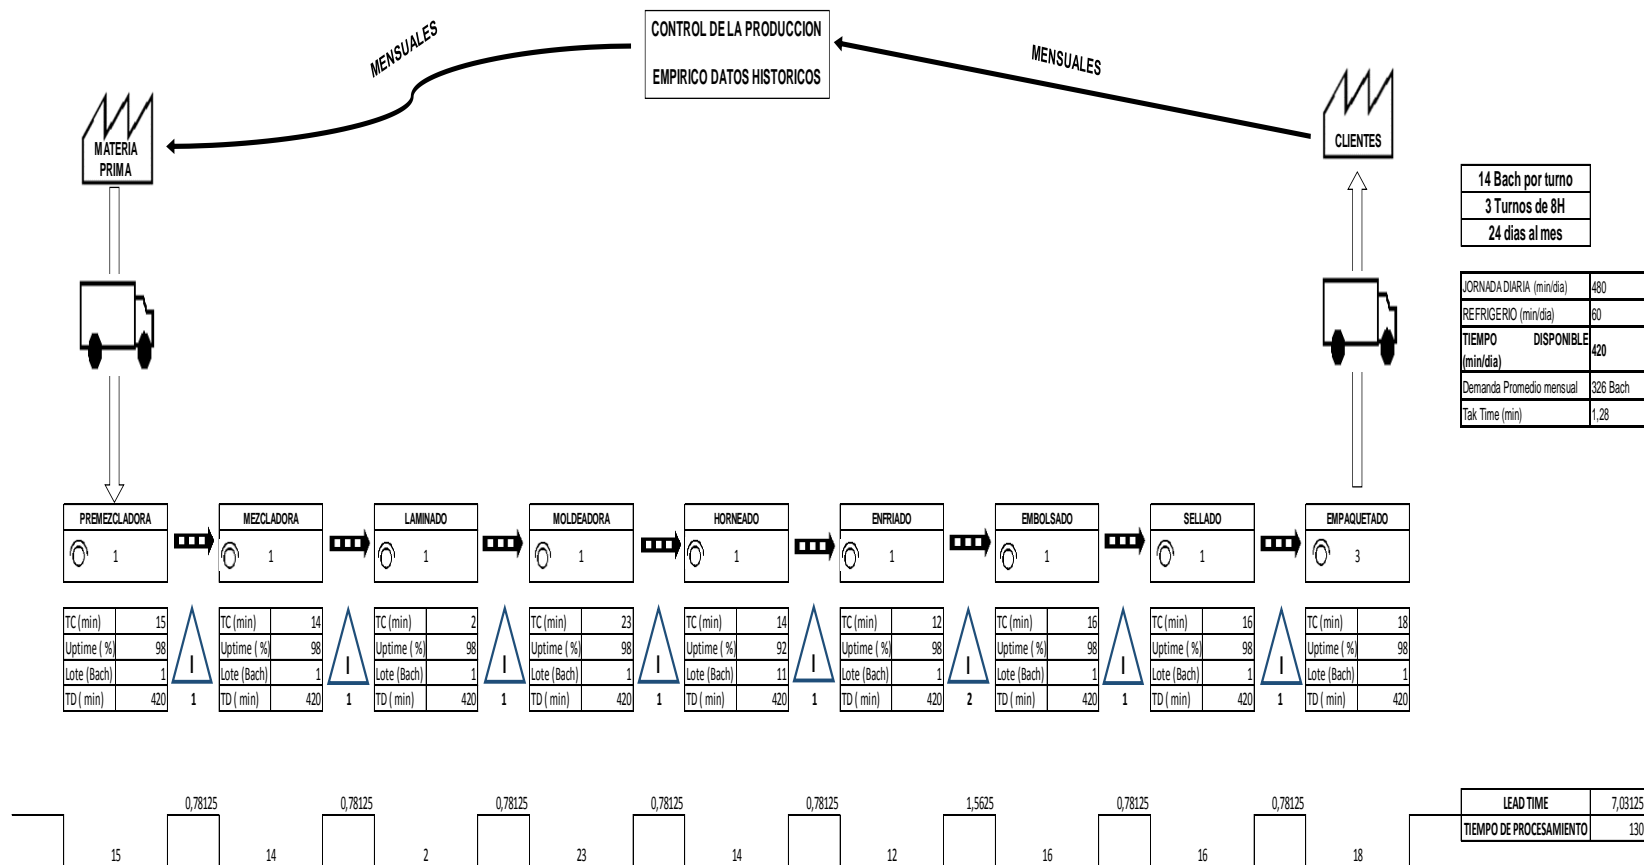 CONTROL DE LA PRODUCCION
EMPIRICO DATOS HISTORICOS
MENSUALES
MENSUALES
MATERIA
PRIMA
CLIENTES
14 Bach por turno
3 Turnos de 8H
24 dias al mes
JORNADA DIARIA (min/dia) 480
REFRIGERIO (min/dia) 60
TIEMPO DISPONIBLE
(min/dia) 420
Demanda Promedio mensual 326 Bach
Tak Time (min) 1,28
PREMEZCLADORA MEZCLADORA LAMINADO MOLDEADORA HORNEADO ENFRIADO EMBOLSADO SELLADO EMPAQUETADO
1 1 1 1 1 1 1 1 3
TC (min) 15 TC (min) 14 TC (min) 2 TC (min) 23 TC (min) 14 TC (min) 12 TC (min) 16 TC (min) 16 TC (min) 18
Uptime ( %) 98 Uptime ( %) 98 Uptime ( %) 98 Uptime ( %) 98 Uptime ( %) 92 Uptime ( %) 98 Uptime ( %) 98 Uptime ( %) 98 Uptime ( %) 98
I I I I I I I I
Lote (Bach) 1 Lote (Bach) 1 Lote (Bach) 1 Lote (Bach) 1 Lote (Bach) 11 Lote (Bach) 1 Lote (Bach) 1 Lote (Bach) 1 Lote (Bach) 1
TD ( min) 420 1 TD ( min) 420 1 TD ( min) 420 1 TD ( min) 420 1 TD ( min) 420 1 TD ( min) 420 2 TD ( min) 420 1 TD ( min) 420 1 TD ( min) 420
0,78125 0,78125 0,78125 0,78125 0,78125 1,5625 0,78125 0,78125
LEAD TIME 7,03125
TIEMPO DE PROCESAMIENTO 130
15 14 2 23 14 12 16 16 18